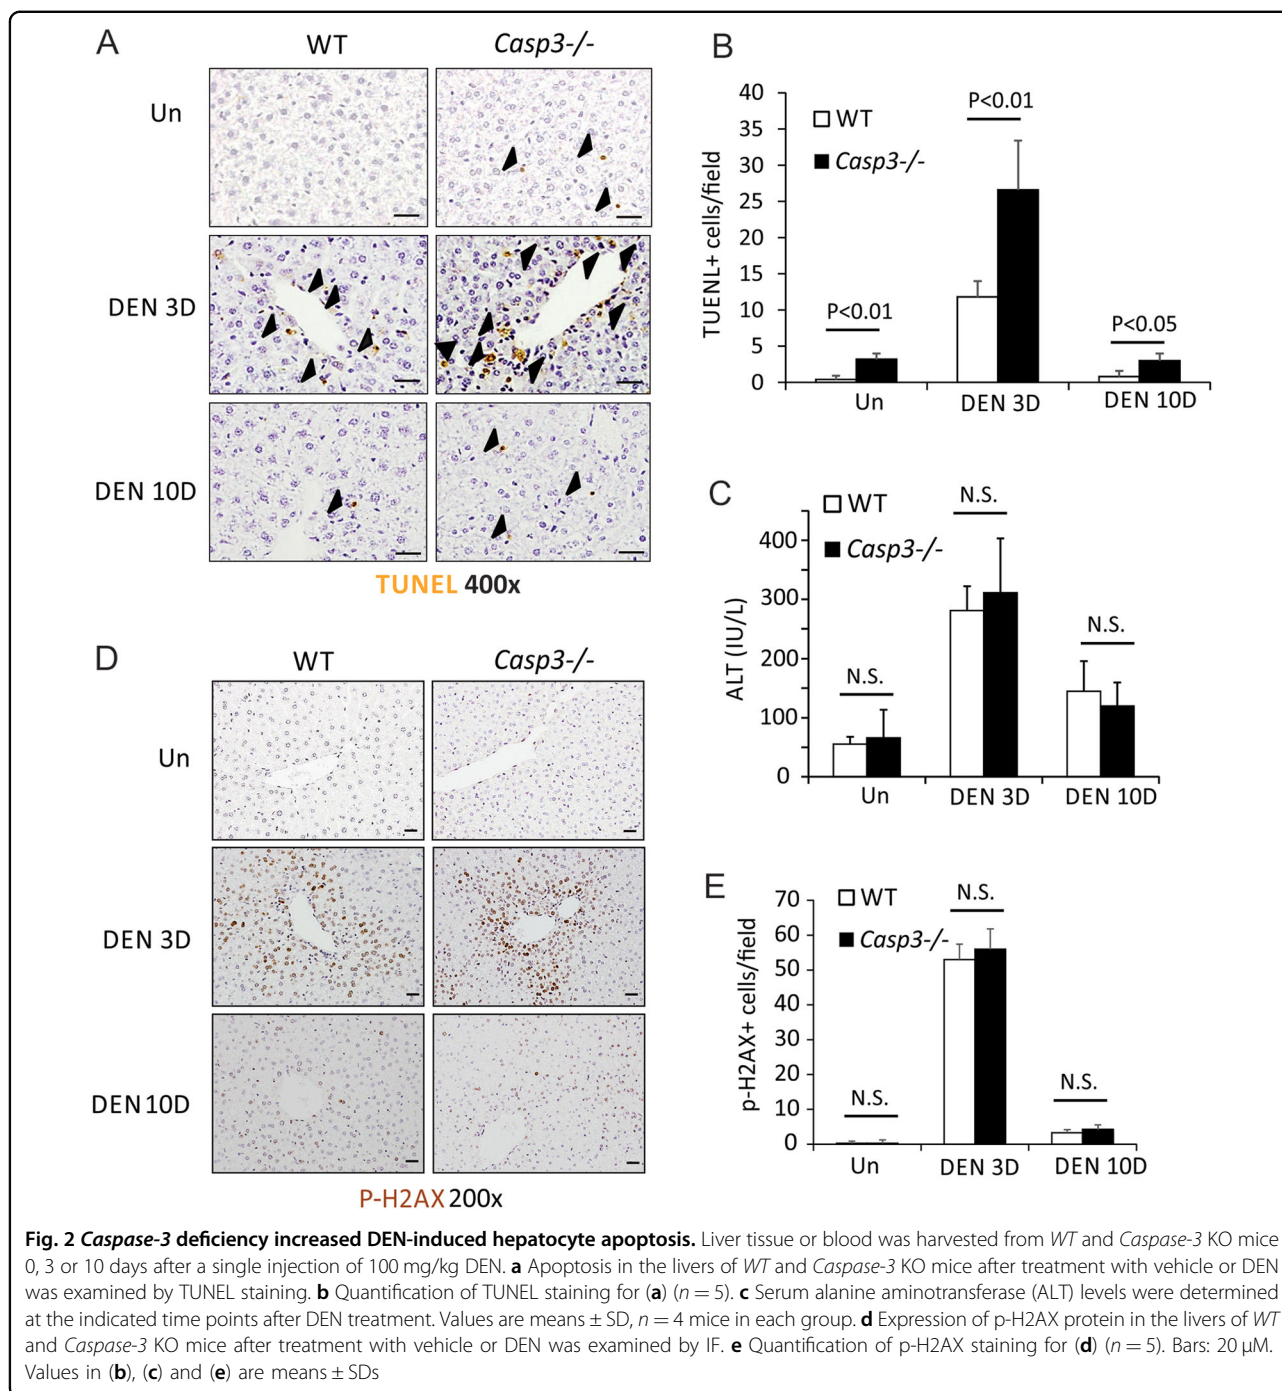 A
WT
Casp3-/-
Un
DEN 3D
DEN 10D
TUNEL 400x
B
40
35
30
25
20
15
10
5
0
TUENL+ cells/field
WT
Casp3-/-
P<0.01
P<0.01
P<0.05
Un
DEN 3D
DEN 10D
C
400
300
200
100
0
ALT (IU/L)
WT
Casp3-/-
N.S.
N.S.
N.S.
Un
DEN 3D
DEN 10D
D
WT
Casp3-/-
Un
DEN 3D
DEN 10D
P-H2AX 200x
E
70
60
50
40
30
20
10
0
p-H2AX+ cells/field
WT
Casp3-/-
N.S.
N.S.
N.S.
Un
DEN 3D
DEN 10D
Fig. 2 Caspase-3 deficiency increased DEN-induced hepatocyte apoptosis. Liver tissue or blood was harvested from WT and Caspase-3 KO mice
0, 3 or 10 days after a single injection of 100 mg/kg DEN. a Apoptosis in the livers of WT and Caspase-3 KO mice after treatment with vehicle or DEN
was examined by TUNEL staining. b Quantification of TUNEL staining for (a) (n = 5). c Serum alanine aminotransferase (ALT) levels were determined
at the indicated time points after DEN treatment. Values are means ± SD, n = 4 mice in each group. d Expression of p-H2AX protein in the livers of WT
and Caspase-3 KO mice after treatment with vehicle or DEN was examined by IF. e Quantification of p-H2AX staining for (d) (n = 5). Bars: 20 µM.
Values in (b), (c) and (e) are means ± SDs